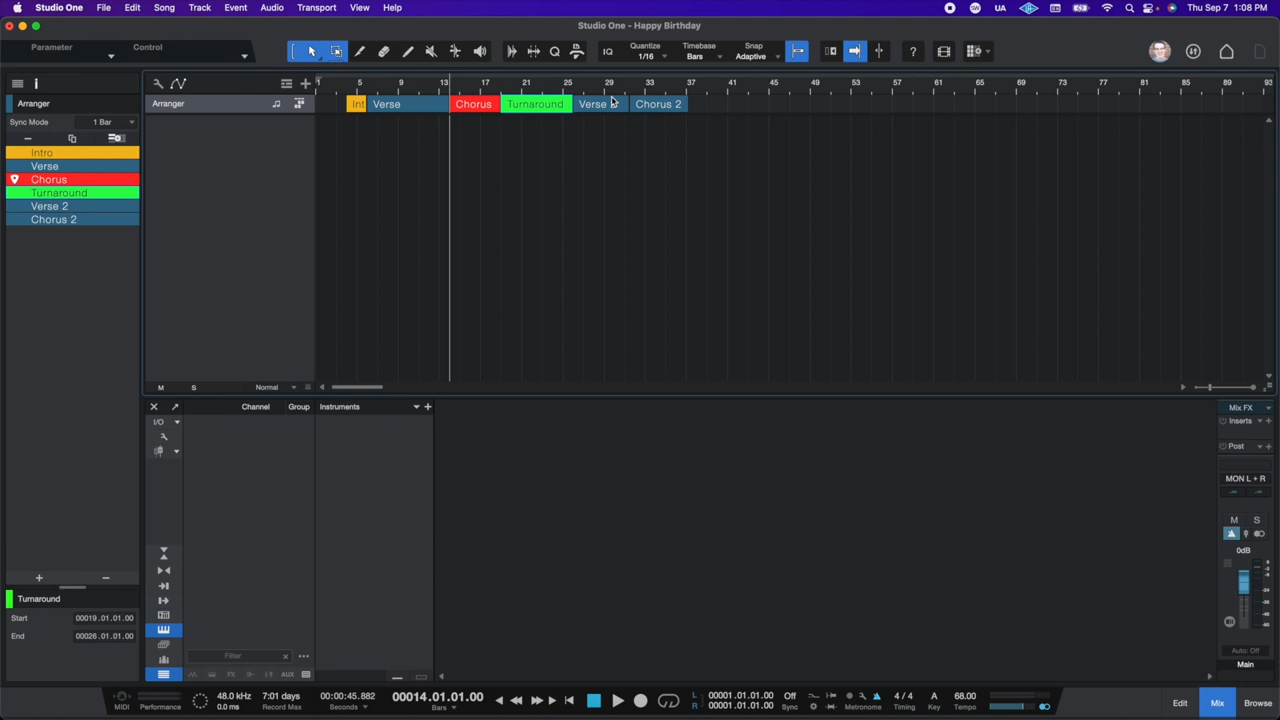 Studio One File Edit Song Track Event Audio Transport View Help UA Thu Sep 7 1:08 PM
Studio One - Happy Birthday
Parameter Control IQ Quantize 1/16 Timebase Bars Snap Adaptive ?
i 1 5 9 13 17 21 25 29 33 37 41 45 49 53 57 61 65 69 73 77 81 85 89 93
Arranger Arranger Int Verse Chorus Turnaround Verse Chorus 2
Sync Mode 1 Bar
Intro
Verse
Chorus
Turnaround
Verse 2
Chorus 2
M S Normal
Channel Group Instruments Mix FX
I/O Inserts
Post
MON L + R
M S
0dB
Turnaround
Start 00019.01.01.00
End 00026.01.01.00
Filter
AUX
Auto: Off
Main
MIDI Performance 48.0 kHz 0.0 ms 7:01 days Record Max 00:00:45.882 Seconds 00014.01.01.00 Bars L 00001.01.01.00 R 00001.01.01.00 Off Sync Metronome 4 / 4 Timing A Key 68.00 Tempo Edit Mix Browse